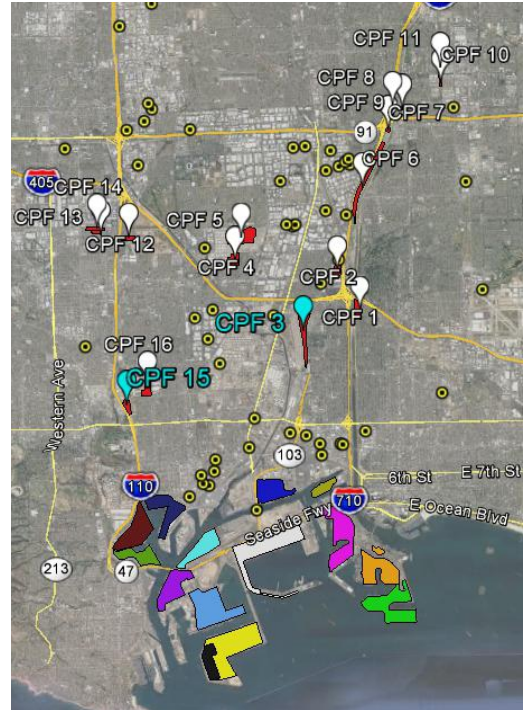 CPF 11
CPF 10
CPF 8
CPF 9
CPF 7
91
CPF 6
405
CPF 14
CPF 13
CPF 12
CPF 5
CPF 4
CPF 2
CPF 3
CPF 1
CPF 16
CPF 15
Western Ave
103
6th St
E 7th St
110
710
E Ocean Blvd
Seaside Fwy
213
47